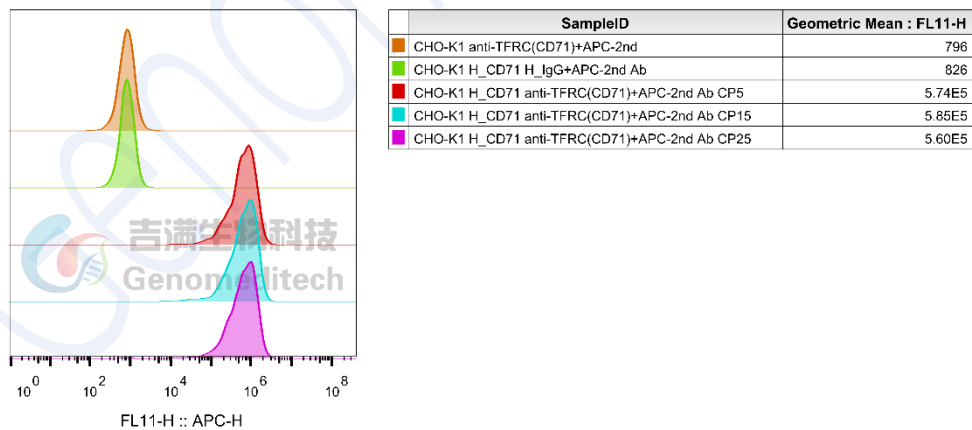 SampleID Geometric Mean : FL11-H
CHO-K1 anti-TFRC(CD71)+APC-2nd 796
CHO-K1 H_CD71 H_IgG+APC-2nd Ab 826
CHO-K1 H_CD71 anti-TFRC(CD71)+APC-2nd Ab CP5 5.74E5
CHO-K1 H_CD71 anti-TFRC(CD71)+APC-2nd Ab CP15 5.85E5
CHO-K1 H_CD71 anti-TFRC(CD71)+APC-2nd Ab CP25 5.60E5
吉满生物科技
Genomeditech
10^0 10^2 10^4 10^6 10^8
FL11-H :: APC-H